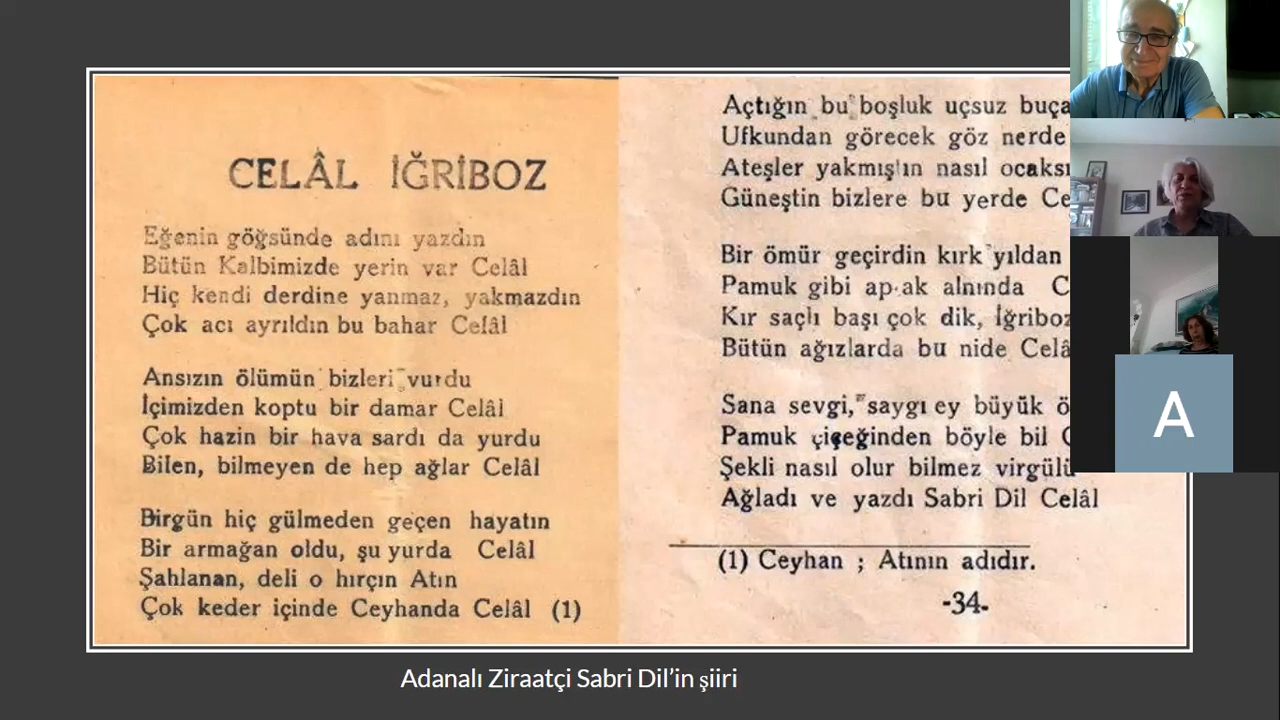 CELÂL İĞRİBOZ
Eğenin göğsünde adını yazdın
Bütün Kalbimizde yerin var Celâl
Hiç kendi derdine yanmaz, yakmazdın
Çok acı ayrıldın bu bahar Celâl
Ansızın ölümün bizleri vurdu
İçimizden koptu bir damar Celâl
Çok hazin bir hava sardı da yurdu
Bilen, bilmeyen de hep ağlar Celâl
Birgün hiç gülmeden geçen hayatın
Bir armağan oldu, şu yurda Celâl
Şahlanan, deli o hırçın Atın
Çok keder içinde Ceyhanda Celâl (1)
Açtığın bu boşluk uçsuz
Ufkundan görecek göz nerde
Ateşler yakmıştın nasıl
Güneştin bizlere bu yerde
Bir ömür geçirdin kırk yıldan
Pamuk gibi alnında
Kır saçlı başı çok dik,
Bütün ağızlarda bu nide
Sana sevgi, saygı ey büyük
Pamuk çiçeğinden böyle bil
Şekli nasıl olur bilmez virgülü
Ağladı ve yazdı Sabri Dil Celâl
(1) Ceyhan ; Atının adıdır.
-34-
A
Adanalı Ziraatçi Sabri Dil’in şiiri